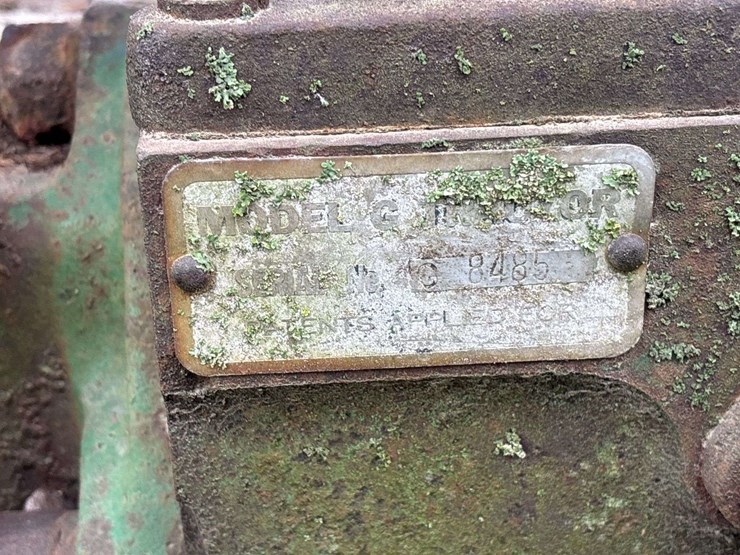 MODEL G TRACTOR
SERIAL No. G 8485
PATENTS APPLIED FOR